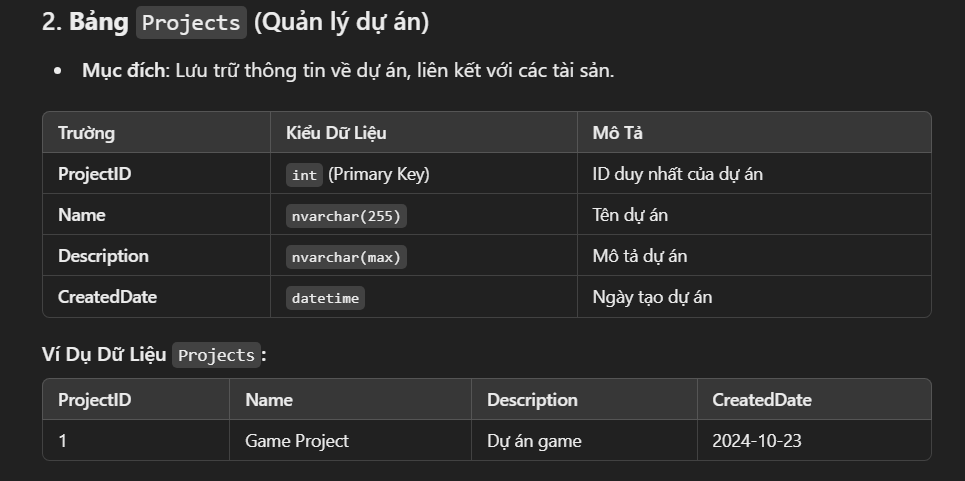 2. Bảng Projects (Quản lý dự án)
Mục đích: Lưu trữ thông tin về dự án, liên kết với các tài sản.
Trường Kiểu Dữ Liệu Mô Tả
ProjectID int (Primary Key) ID duy nhất của dự án
Name nvarchar(255) Tên dự án
Description nvarchar(max) Mô tả dự án
CreatedDate datetime Ngày tạo dự án
Ví Dụ Dữ Liệu Projects:
ProjectID Name Description CreatedDate
1 Game Project Dự án game 2024-10-23